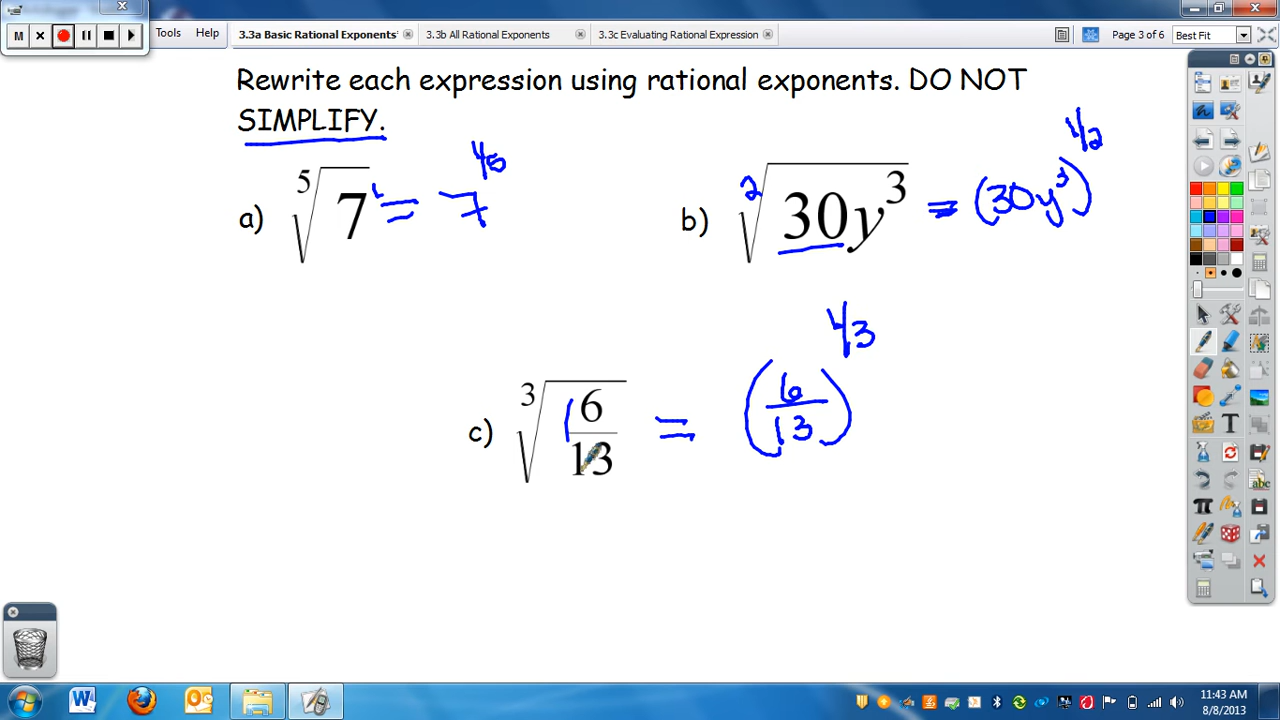 M
Tools Help
3.3a Basic Rational Exponents* 3.3b All Rational Exponents 3.3c Evaluating Rational Expression
Page 3 of 6 Best Fit
Rewrite each expression using rational exponents. DO NOT
SIMPLIFY.
a) ⁵√7¹ = 7^1/5
b) ²√30y³ = (30y³)^1/2
c) ³√(6/13) = (6/13)^1/3
11:43 AM
8/8/2013